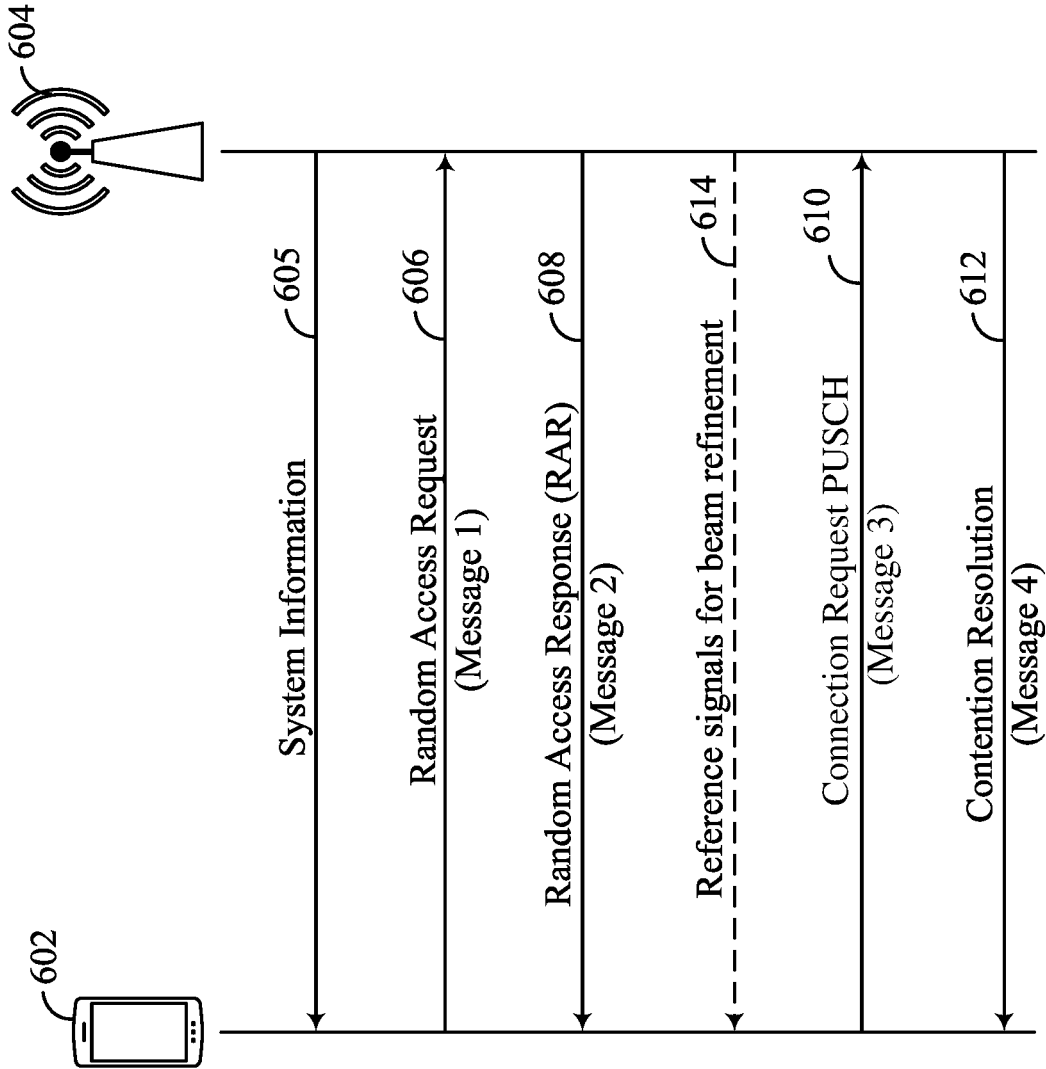 602
604
System Information
605
Random Access Request
(Message 1)
606
Random Access Response (RAR)
(Message 2)
608
Reference signals for beam refinement
614
Connection Request PUSCH
(Message 3)
610
Contention Resolution
(Message 4)
612